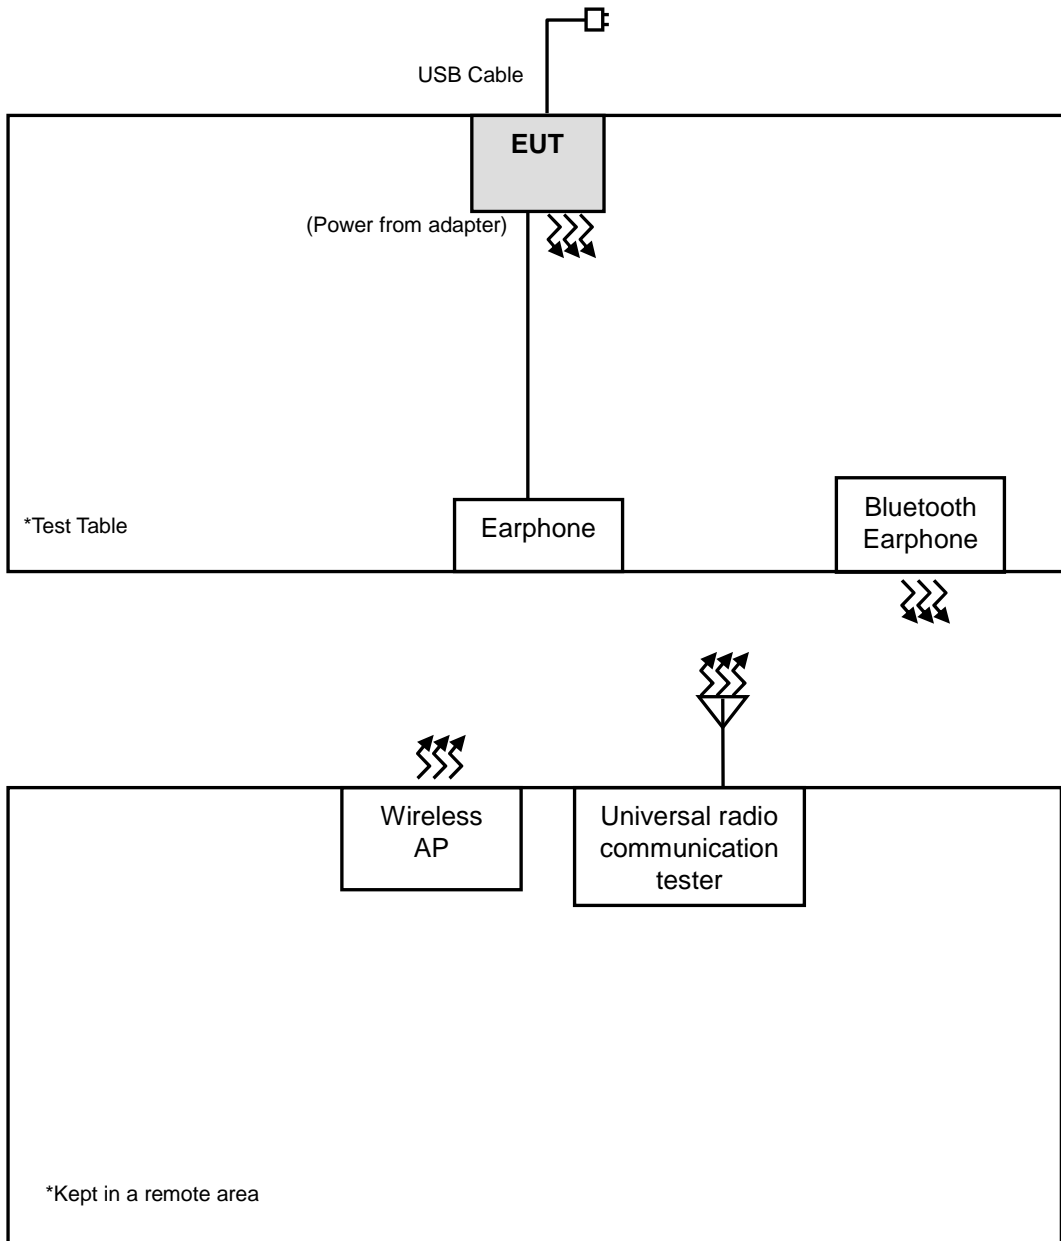 USB Cable
EUT
(Power from adapter)
*Test Table
Earphone
Bluetooth
Earphone
Wireless
AP
Universal radio
communication
tester
*Kept in a remote area